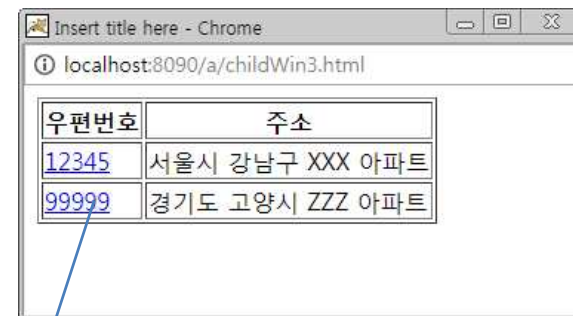 Insert title here - Chrome
localhost:8090/a/childWin3.html
우편번호 주소
12345 서울시 강남구 XXX 아파트
99999 경기도 고양시 ZZZ 아파트